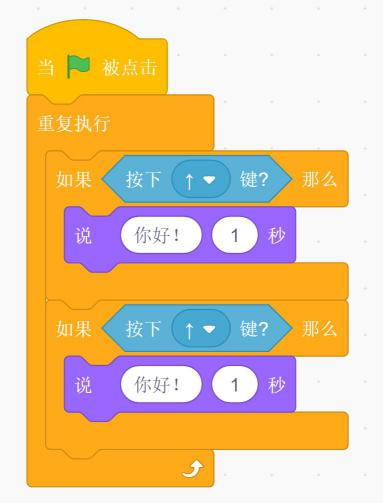 当 被点击
重复执行
如果 按下 ↑ 键? 那么
说 你好! 1 秒
如果 按下 ↑ 键? 那么
说 你好! 1 秒